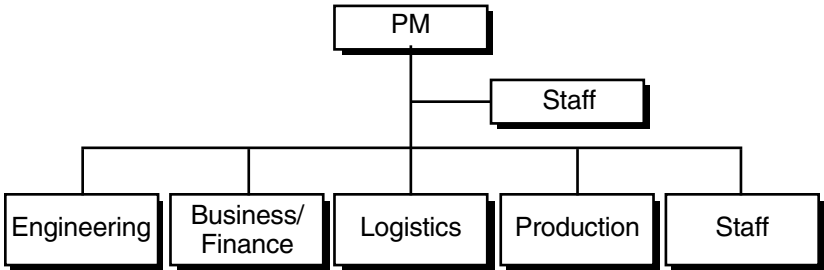 PM
Staff
Engineering
Business/
Finance
Logistics
Production
Staff